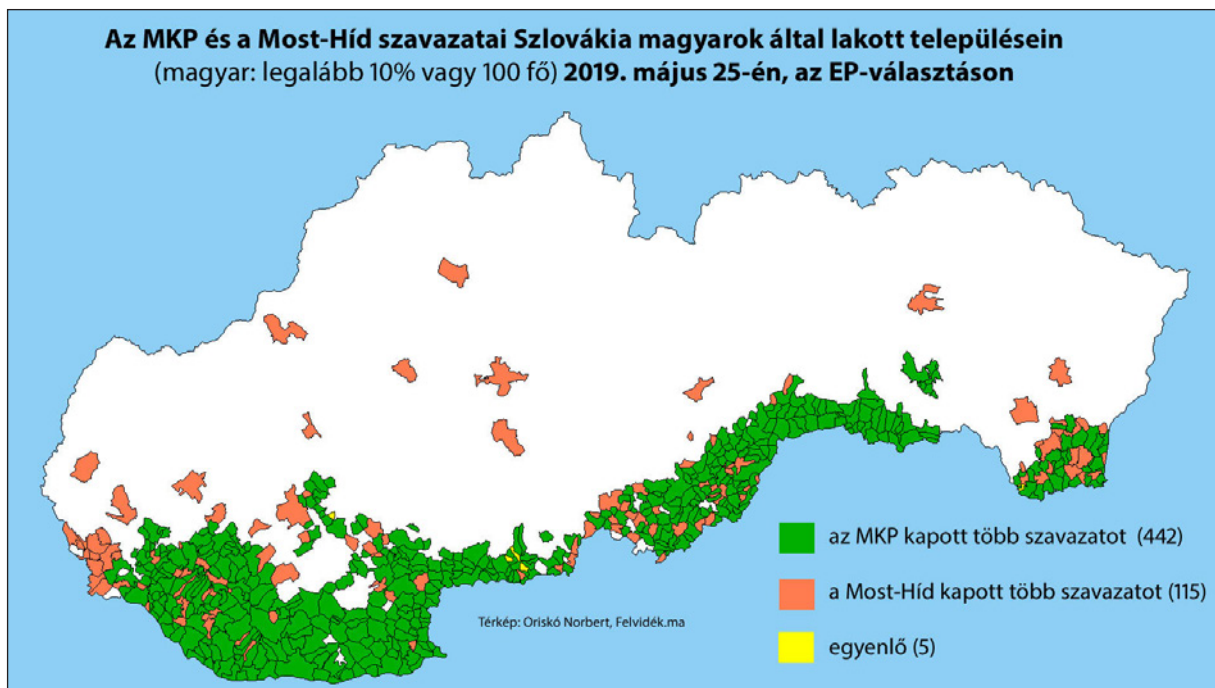 Az MKP és a Most-Híd szavazatai Szlovákia magyarok által lakott településein
(magyar: legalább 10% vagy 100 fő) 2019. május 25-én, az EP-választáson
az MKP kapott több szavazatot (442)
a Most-Híd kapott több szavazatot (115)
Térkép: Oriskó Norbert, Felvidék.ma
egyenlő (5)